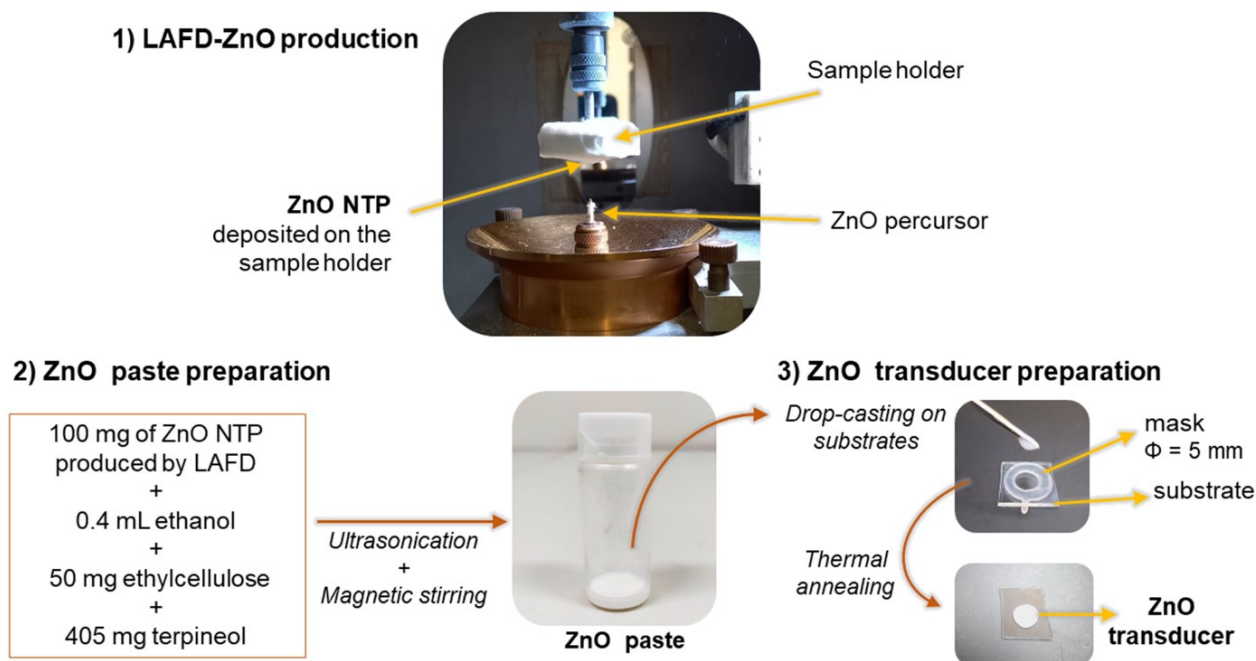 1) LAFD-ZnO production
Sample holder
ZnO NTP
deposited on the
sample holder
ZnO percursor
2) ZnO paste preparation
100 mg of ZnO NTP
produced by LAFD
+
0.4 mL ethanol
+
50 mg ethylcellulose
+
405 mg terpineol
Ultrasonication
+
Magnetic stirring
ZnO paste
3) ZnO transducer preparation
Drop-casting on
substrates
mask
Φ = 5 mm
substrate
Thermal
annealing
ZnO
transducer